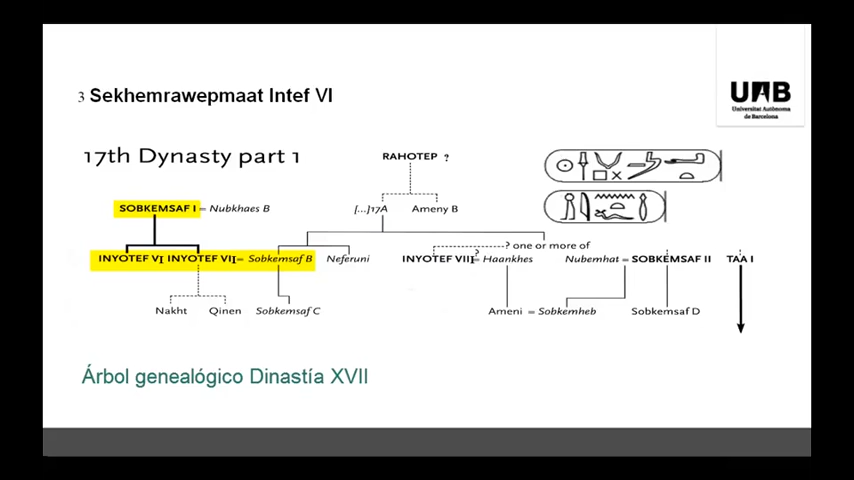 3 Sekhemrawepmaat Intef VI
UAB
Universitat Autònoma
de Barcelona
17th Dynasty part 1
RAHOTEP ?
SOBKEMSAF I = Nubkhaes B
[...]17A Ameny B
? one or more of
INYOTEF VI INYOTEF VII = Sobkemsaf B Neferuni INYOTEF VIII ?= Haankhes Nubemhat = SOBKEMSAF II TAA I
Nakht Qinen Sobkemsaf C Ameni = Sobkemheb Sobkemsaf D
Árbol genealógico Dinastía XVII